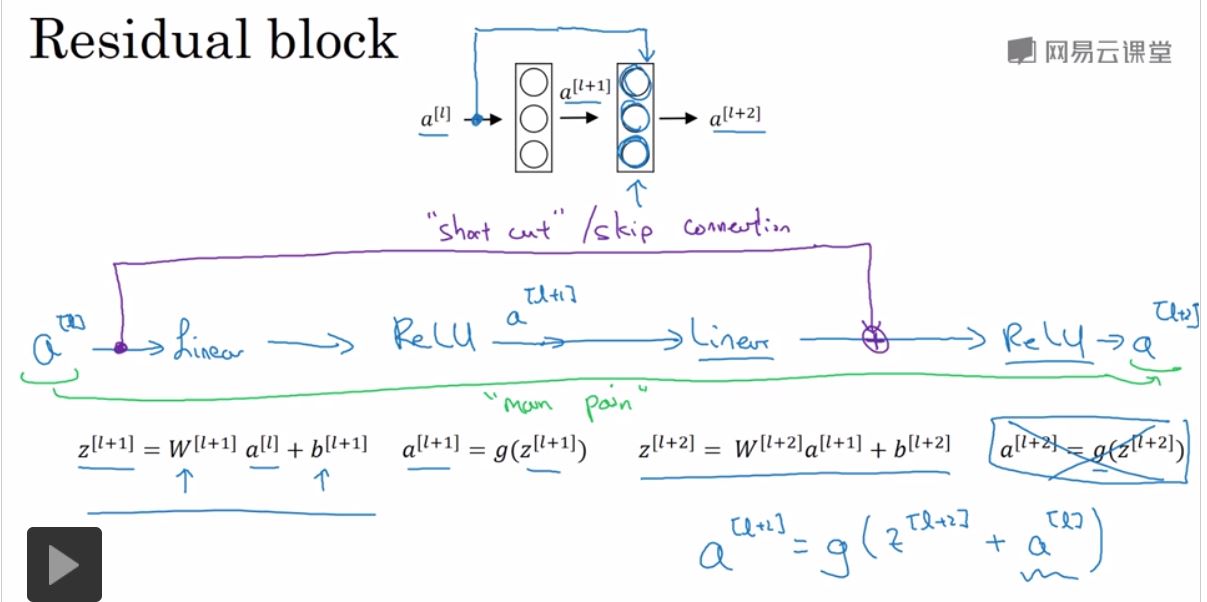 Residual block
网易云课堂
a[l] a[l+1] a[l+2]
"short cut" /skip connection
a[l] Linear ReLU a[l+1] Linear ReLU a[l+2]
"main path"
z[l+1] = W[l+1] a[l] + b[l+1] a[l+1] = g(z[l+1]) z[l+2] = W[l+2]a[l+1] + b[l+2] a[l+2] = g(z[l+2])
a[l+2] = g(z[l+2] + a[l])